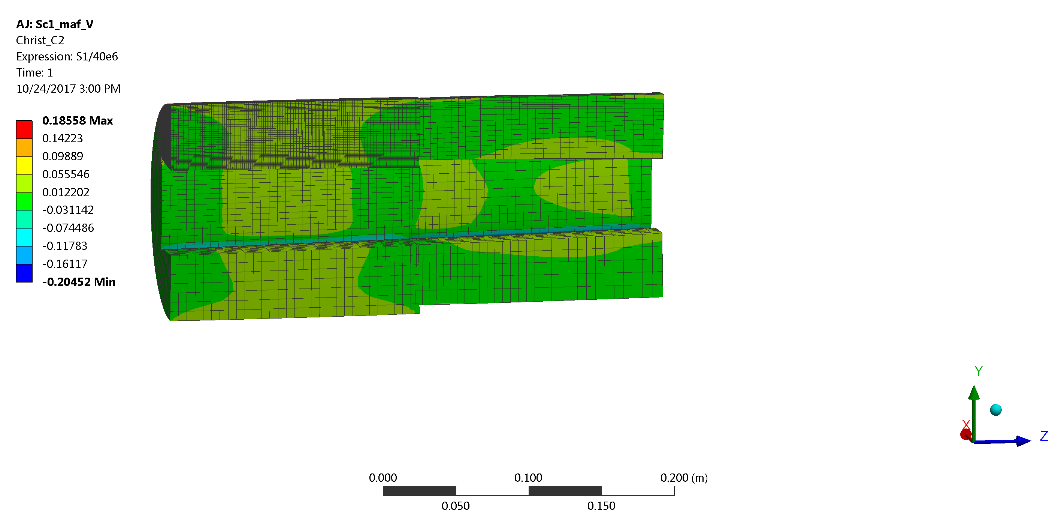 AJ: Sc1_maf_V
Christ_C2
Expression: S1/40e6
Time: 1
10/24/2017 3:00 PM
0.18558 Max
0.14223
0.09889
0.055546
0.012202
-0.031142
-0.074486
-0.11783
-0.16117
-0.20452 Min
Y
X
Z
0.000
0.100
0.200 (m)
0.050
0.150